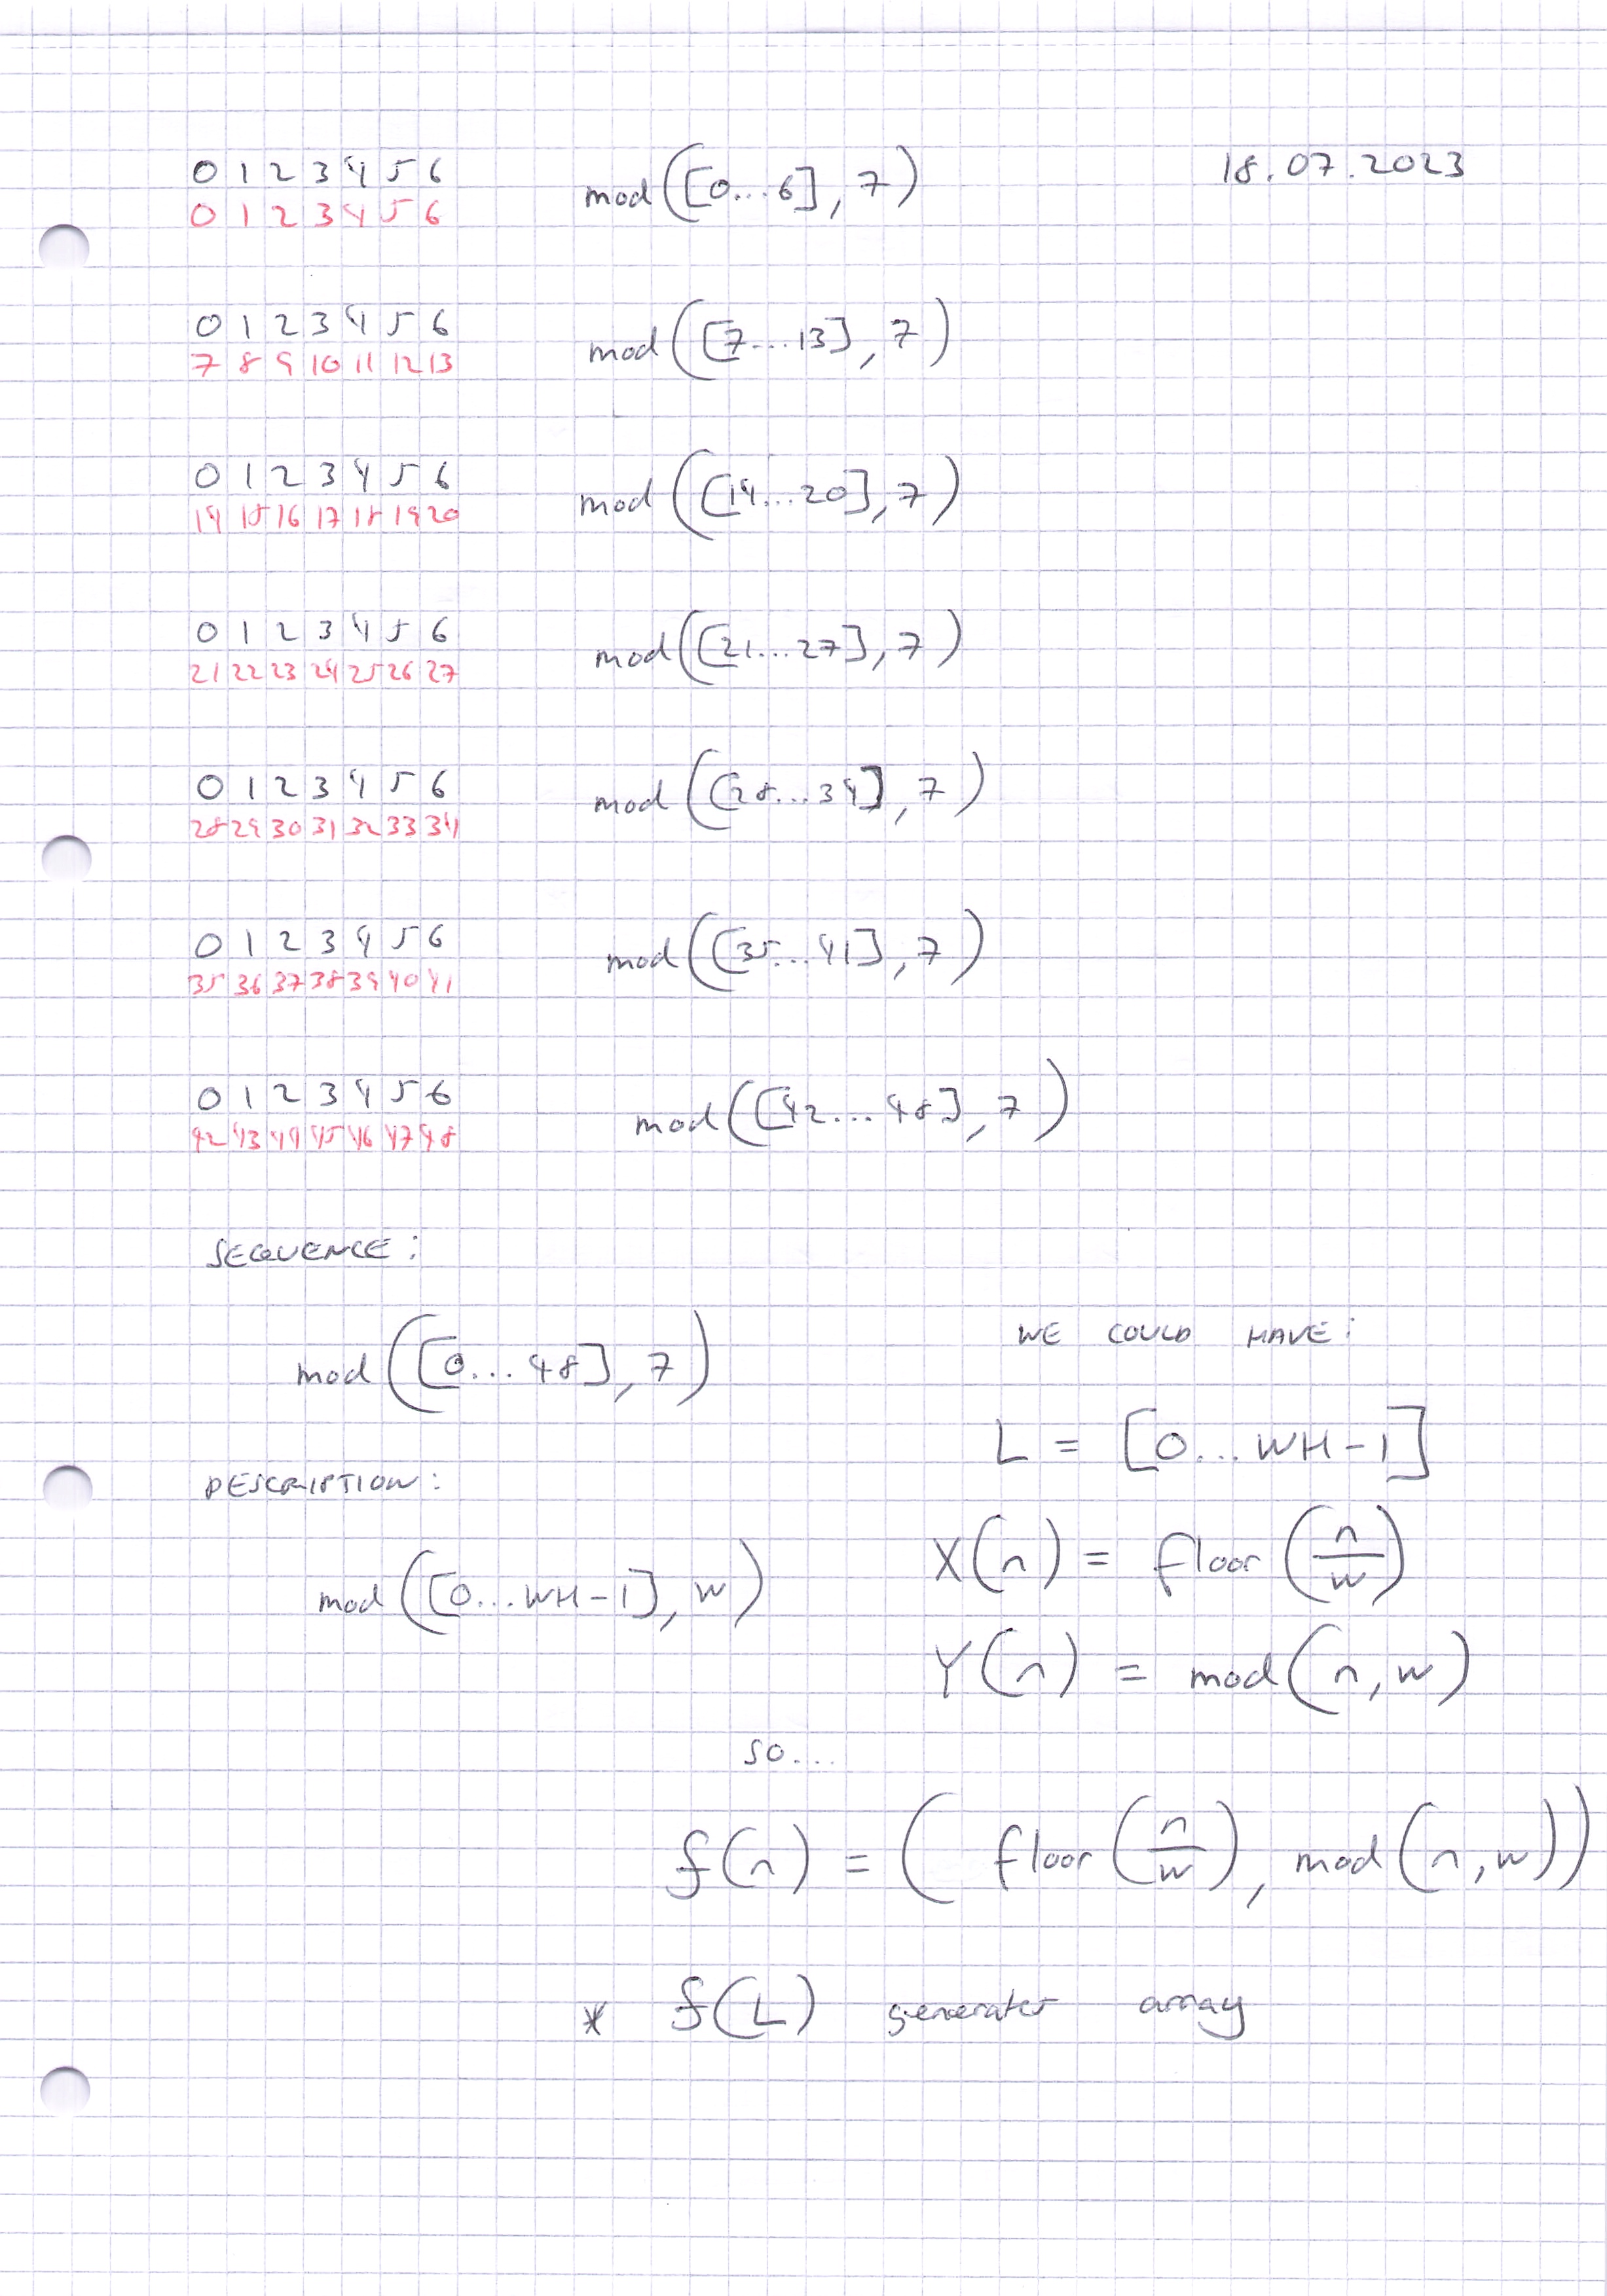 18.07.2023
0 1 2 3 4 5 6 mod([0...6], 7)
0 1 2 3 4 5 6
0 1 2 3 4 5 6 mod([7...13], 7)
7 8 9 10 11 12 13
0 1 2 3 4 5 6 mod([14...20], 7)
14 15 16 17 18 19 20
0 1 2 3 4 5 6 mod([21...27], 7)
21 22 23 24 25 26 27
0 1 2 3 4 5 6 mod([28...34], 7)
28 29 30 31 32 33 34
0 1 2 3 4 5 6 mod([35...41], 7)
35 36 37 38 39 40 41
0 1 2 3 4 5 6 mod([42...48], 7)
42 43 44 45 46 47 48
SEQUENCE:
mod([0...48], 7)
DESCRIPTION:
mod([0...WH-1], W)
WE COULD HAVE:
L = [0...WH-1]
X(n) = floor(n/w)
Y(n) = mod(n, w)
SO...
f(n) = ( floor(n/w), mod(n, w))
* f(L) generates array